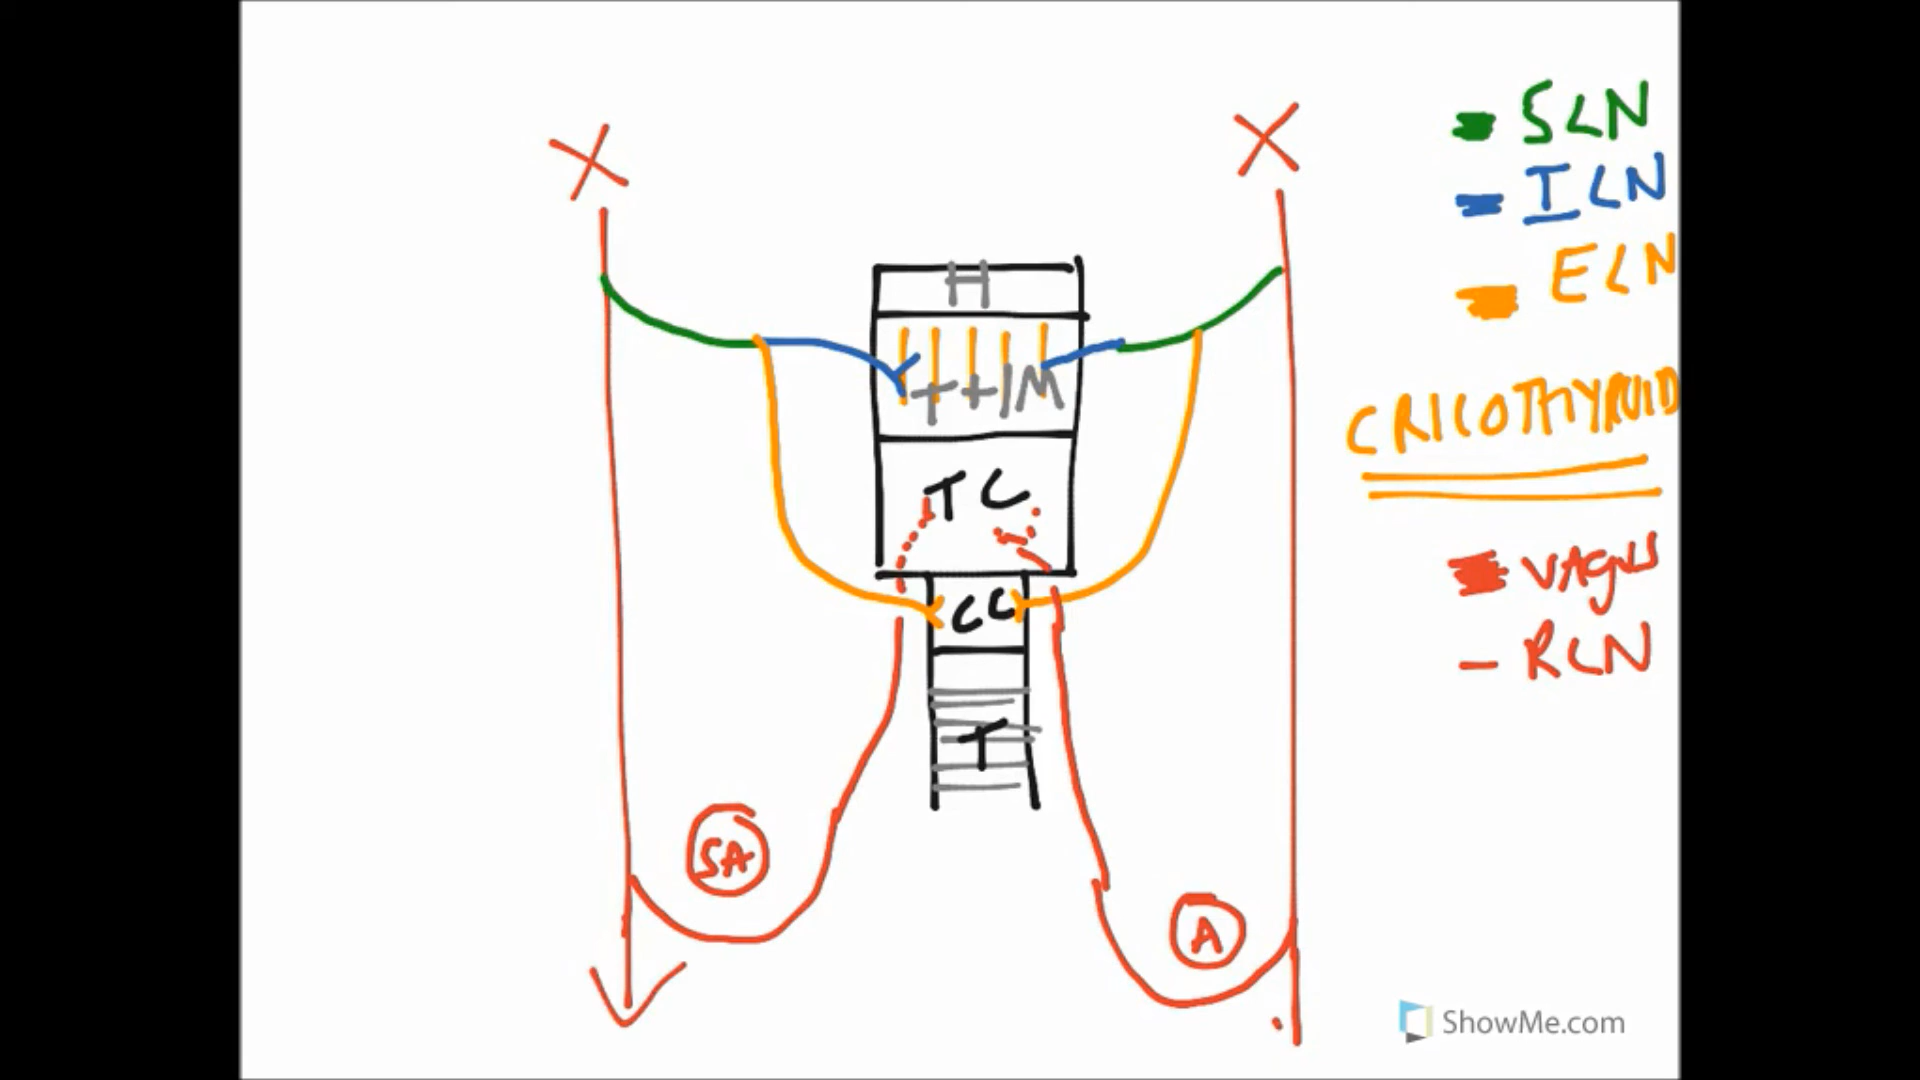 X
X
SLN
ILN
H
ELN
T H M
CRICOTHYROID
TC
VAGUS
CC
RLN
T
SA
A
ShowMe.com